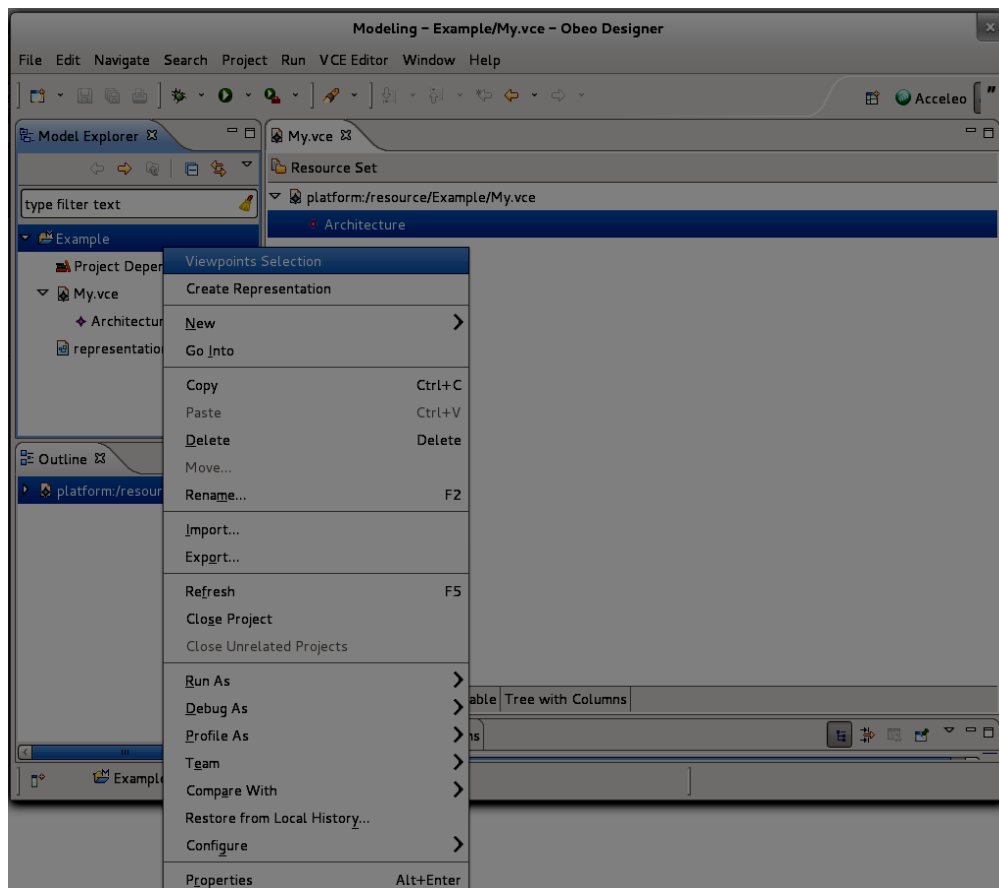 Modeling – Example/My.vce – Obeo Designer
File Edit Navigate Search Project Run VCE Editor Window Help
Acceleo
Model Explorer
My.vce
Resource Set
type filter text
platform:/resource/Example/My.vce
Architecture
Example
Project Deper
My.vce
Architectur
representatio
Outline
platform:/resour
Viewpoints Selection
Create Representation
New
Go Into
Copy Ctrl+C
Paste Ctrl+V
Delete Delete
Move...
Rename... F2
Import...
Export...
Refresh F5
Close Project
Close Unrelated Projects
Run As
Debug As
Profile As
Team
Compare With
Restore from Local History...
Configure
Properties Alt+Enter
able Tree with Columns
ns
Example